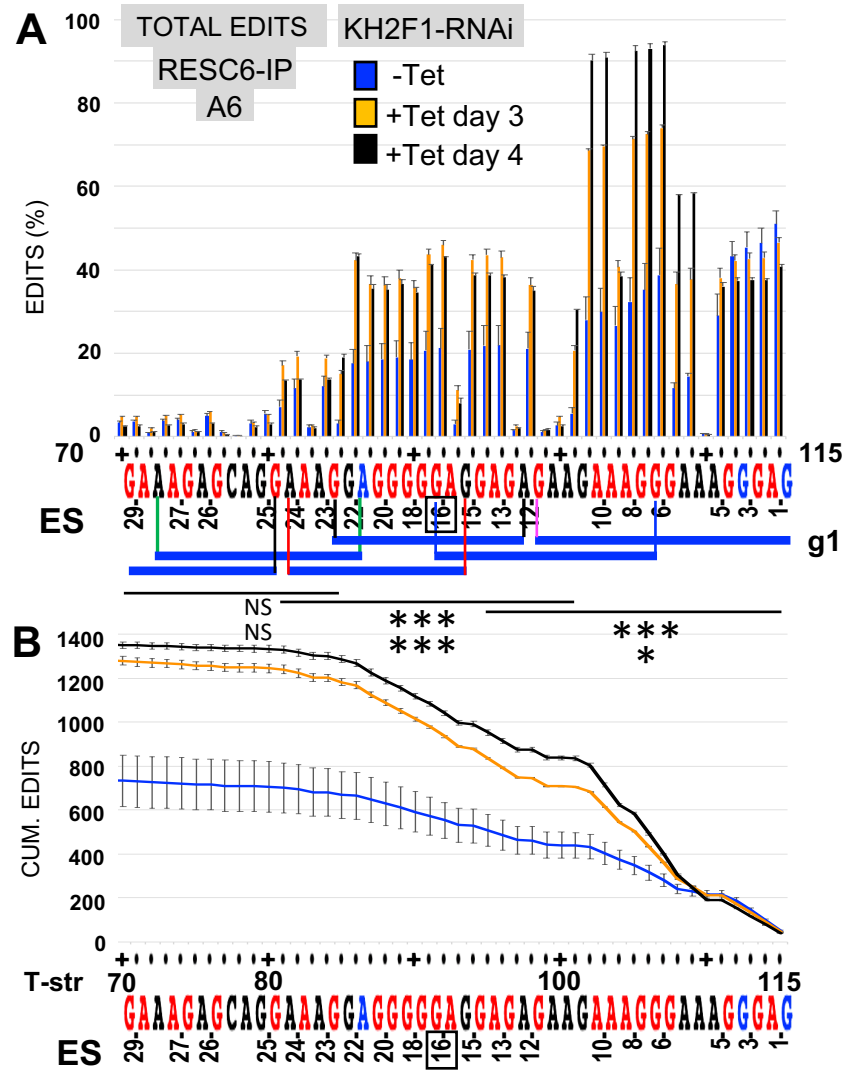 A
TOTAL EDITS
RESC6-IP
A6
KH2F1-RNAi
-Tet
+Tet day 3
+Tet day 4
EDITS (%)
100
80
60
40
20
0
70
115
GAAAGAGCAGGAAAGGAGGGGGAGGAGAGAAGAAAGGGAAAGGGAG
ES
29- 27- 26- 25- 24- 23- 22- 20- 18- 16- 15- 13- 12- 10- 8- 6- 5- 3- 1-
g1
NS
NS
***
***
***
*
B
CUM. EDITS
1400
1200
1000
800
600
400
200
0
T-str
70 80 100 115
GAAAGAGCAGGAAAGGAGGGGGAGGAGAGAAGAAAGGGAAAGGGAG
ES
29- 27- 26- 25- 24- 23- 22- 20- 18- 16- 15- 13- 12- 10- 8- 6- 5- 3- 1-